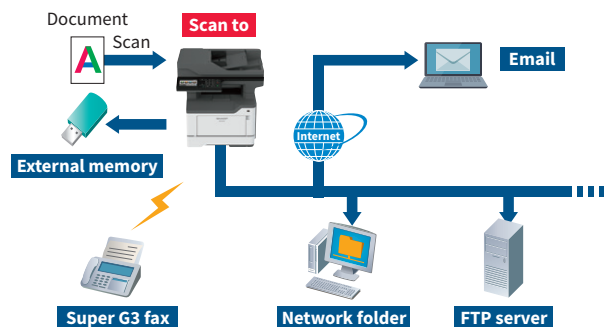 Document
Scan
A
Scan to
Email
Internet
External memory
Super G3 fax
Network folder
FTP server